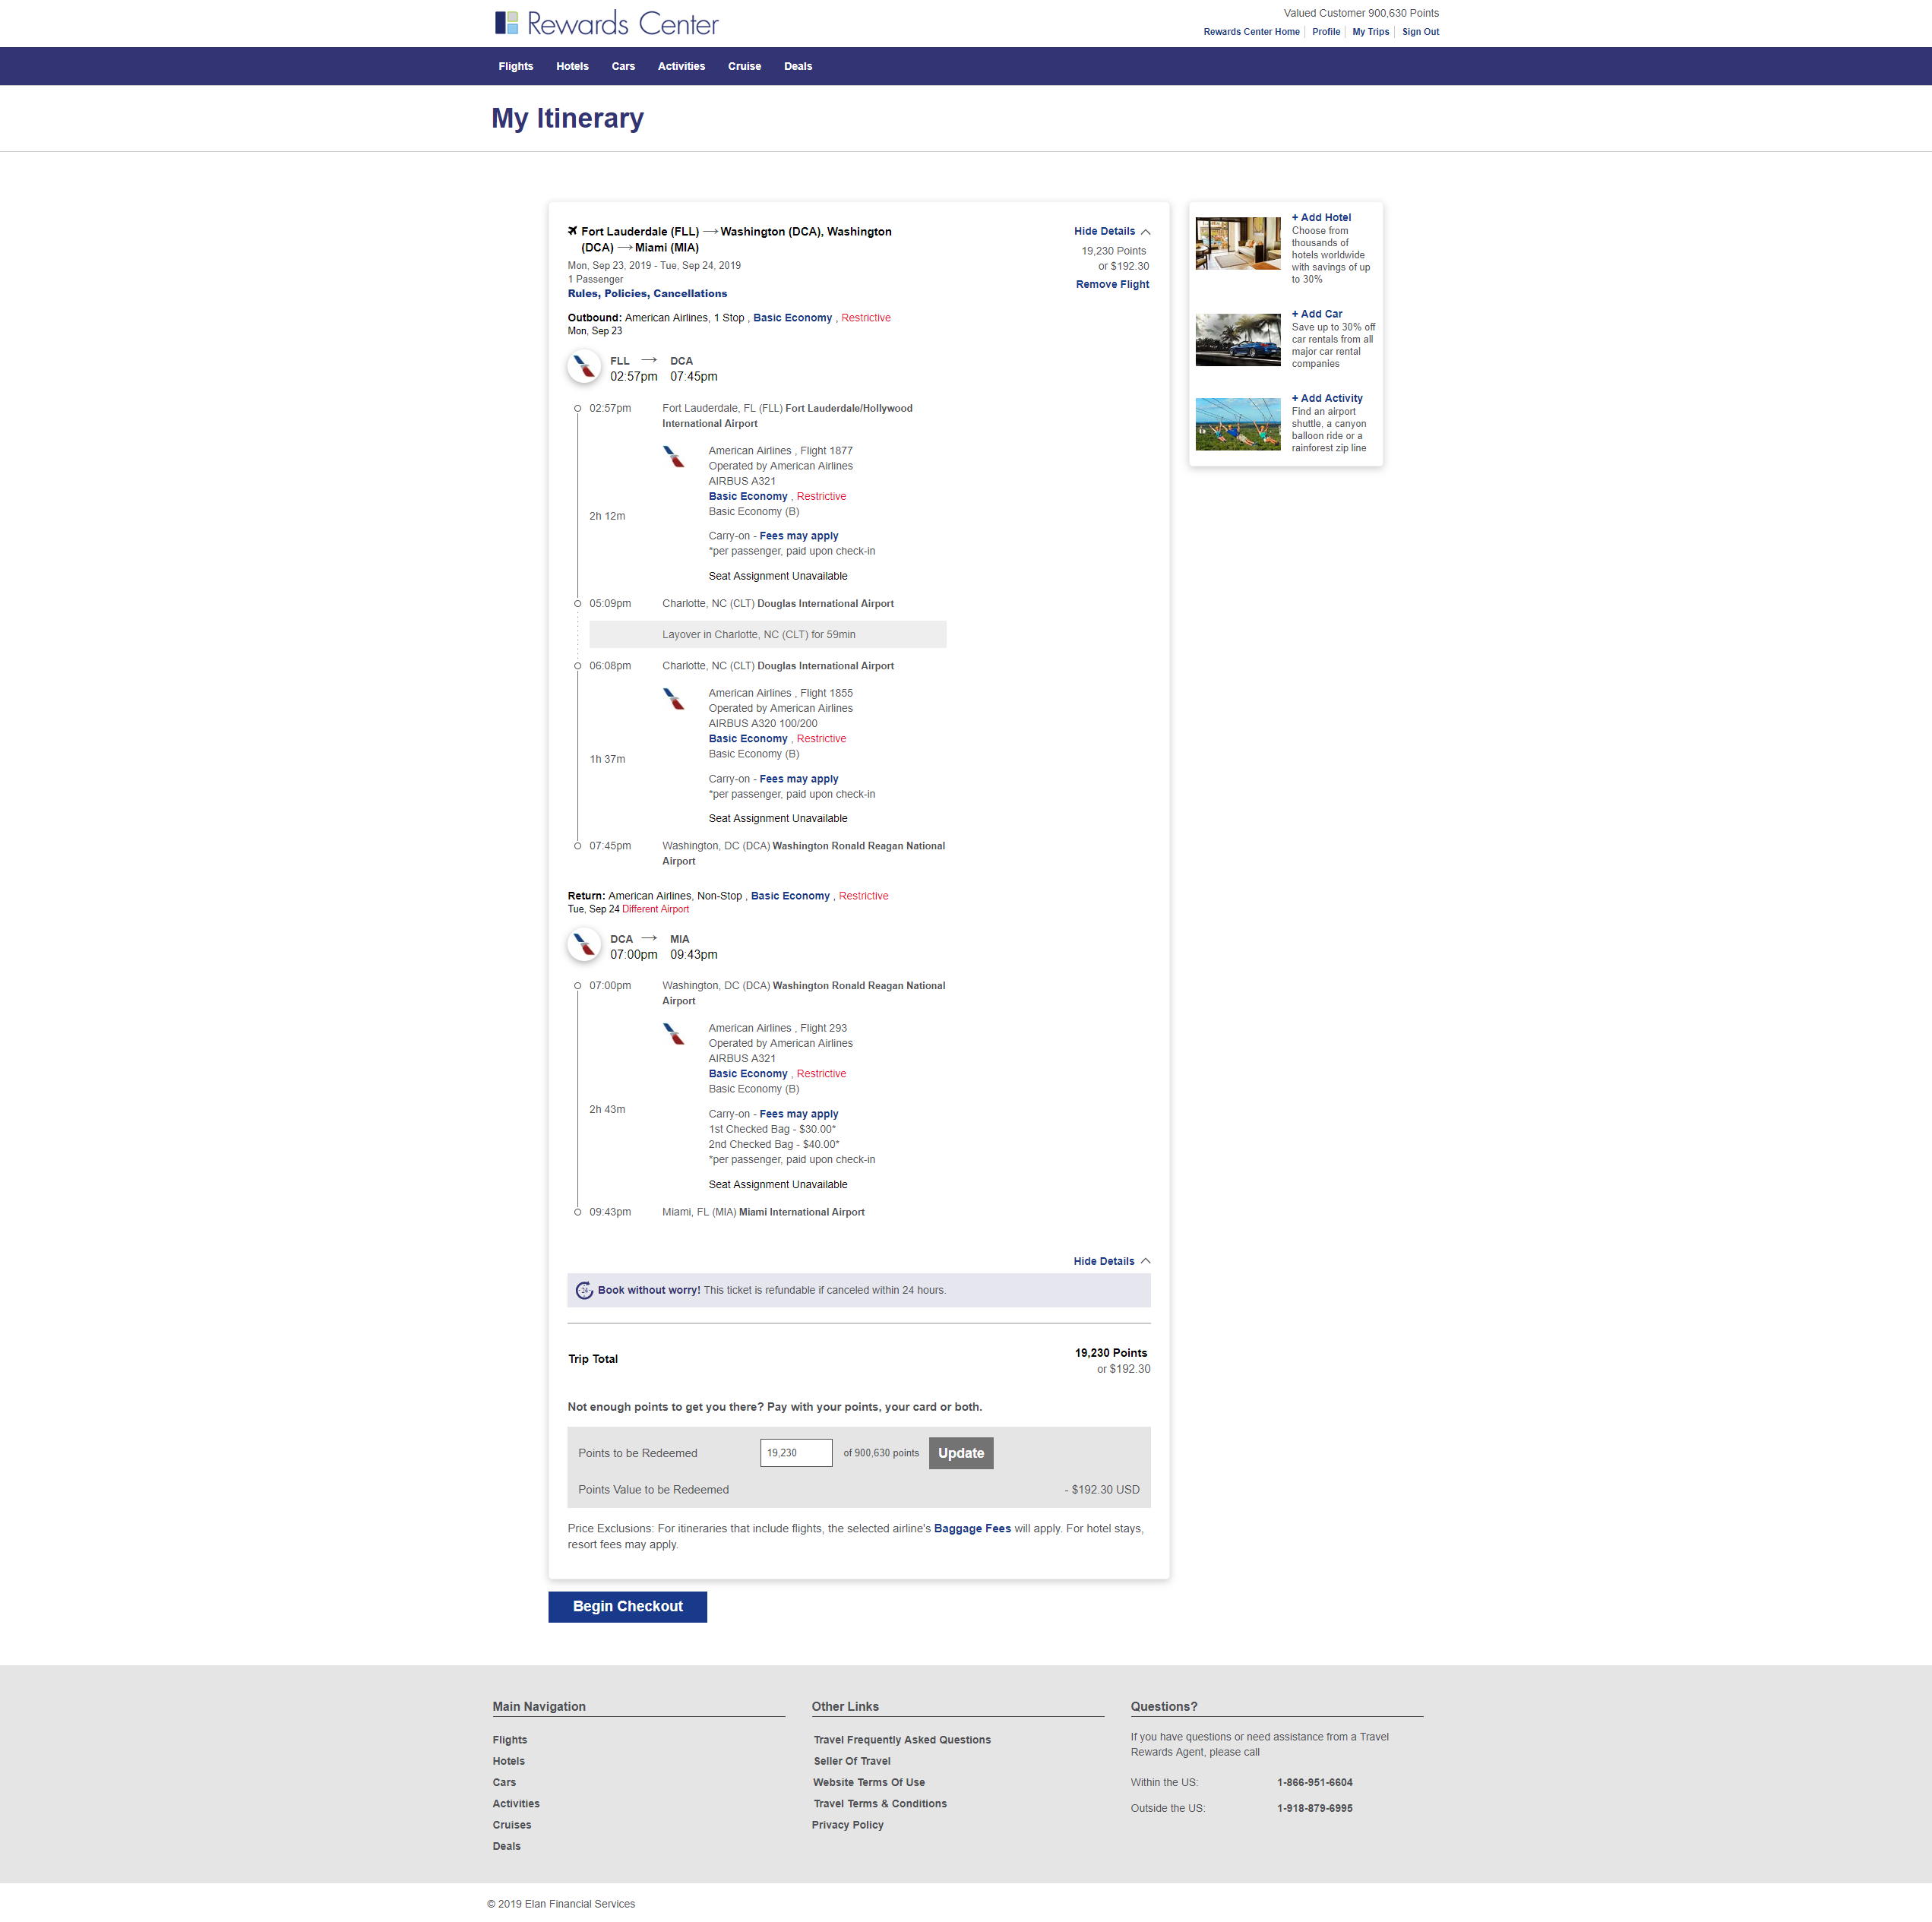 Rewards Center
Valued Customer 900,630 Points
Rewards Center Home
Profile
My Trips
Sign Out
Flights
Hotels
Cars
Activities
Cruise
Deals
My Itinerary
Fort Lauderdale (FLL) → Washington (DCA), Washington
(DCA) → Miami (MIA)
Mon, Sep 23, 2019 - Tue, Sep 24, 2019
1 Passenger
Rules, Policies, Cancellations
Hide Details
19,230 Points
or $192.30
Remove Flight
Outbound: American Airlines, 1 Stop , Basic Economy , Restrictive
Mon, Sep 23
FLL → DCA
02:57pm 07:45pm
02:57pm Fort Lauderdale, FL (FLL) Fort Lauderdale/Hollywood
International Airport
American Airlines , Flight 1877
Operated by American Airlines
AIRBUS A321
Basic Economy , Restrictive
Basic Economy (B)
2h 12m
Carry-on - Fees may apply
*per passenger, paid upon check-in
Seat Assignment Unavailable
05:09pm Charlotte, NC (CLT) Douglas International Airport
Layover in Charlotte, NC (CLT) for 59min
06:08pm Charlotte, NC (CLT) Douglas International Airport
American Airlines , Flight 1855
Operated by American Airlines
AIRBUS A320 100/200
Basic Economy , Restrictive
Basic Economy (B)
1h 37m
Carry-on - Fees may apply
*per passenger, paid upon check-in
Seat Assignment Unavailable
07:45pm Washington, DC (DCA) Washington Ronald Reagan National
Airport
Return: American Airlines, Non-Stop , Basic Economy , Restrictive
Tue, Sep 24 Different Airport
DCA → MIA
07:00pm 09:43pm
07:00pm Washington, DC (DCA) Washington Ronald Reagan National
Airport
American Airlines , Flight 293
Operated by American Airlines
AIRBUS A321
Basic Economy , Restrictive
Basic Economy (B)
2h 43m
Carry-on - Fees may apply
1st Checked Bag - $30.00*
2nd Checked Bag - $40.00*
*per passenger, paid upon check-in
Seat Assignment Unavailable
09:43pm Miami, FL (MIA) Miami International Airport
Hide Details
24
Book without worry! This ticket is refundable if canceled within 24 hours.
Trip Total
19,230 Points
or $192.30
Not enough points to get you there? Pay with your points, your card or both.
Points to be Redeemed 19,230 of 900,630 points Update
Points Value to be Redeemed - $192.30 USD
Price Exclusions: For itineraries that include flights, the selected airline's Baggage Fees will apply. For hotel stays,
resort fees may apply.
Begin Checkout
+ Add Hotel
Choose from
thousands of
hotels worldwide
with savings of up
to 30%
+ Add Car
Save up to 30% off
car rentals from all
major car rental
companies
+ Add Activity
Find an airport
shuttle, a canyon
balloon ride or a
rainforest zip line
Main Navigation
Flights
Hotels
Cars
Activities
Cruises
Deals
Other Links
Travel Frequently Asked Questions
Seller Of Travel
Website Terms Of Use
Travel Terms & Conditions
Privacy Policy
Questions?
If you have questions or need assistance from a Travel
Rewards Agent, please call
Within the US: 1-866-951-6604
Outside the US: 1-918-879-6995
© 2019 Elan Financial Services